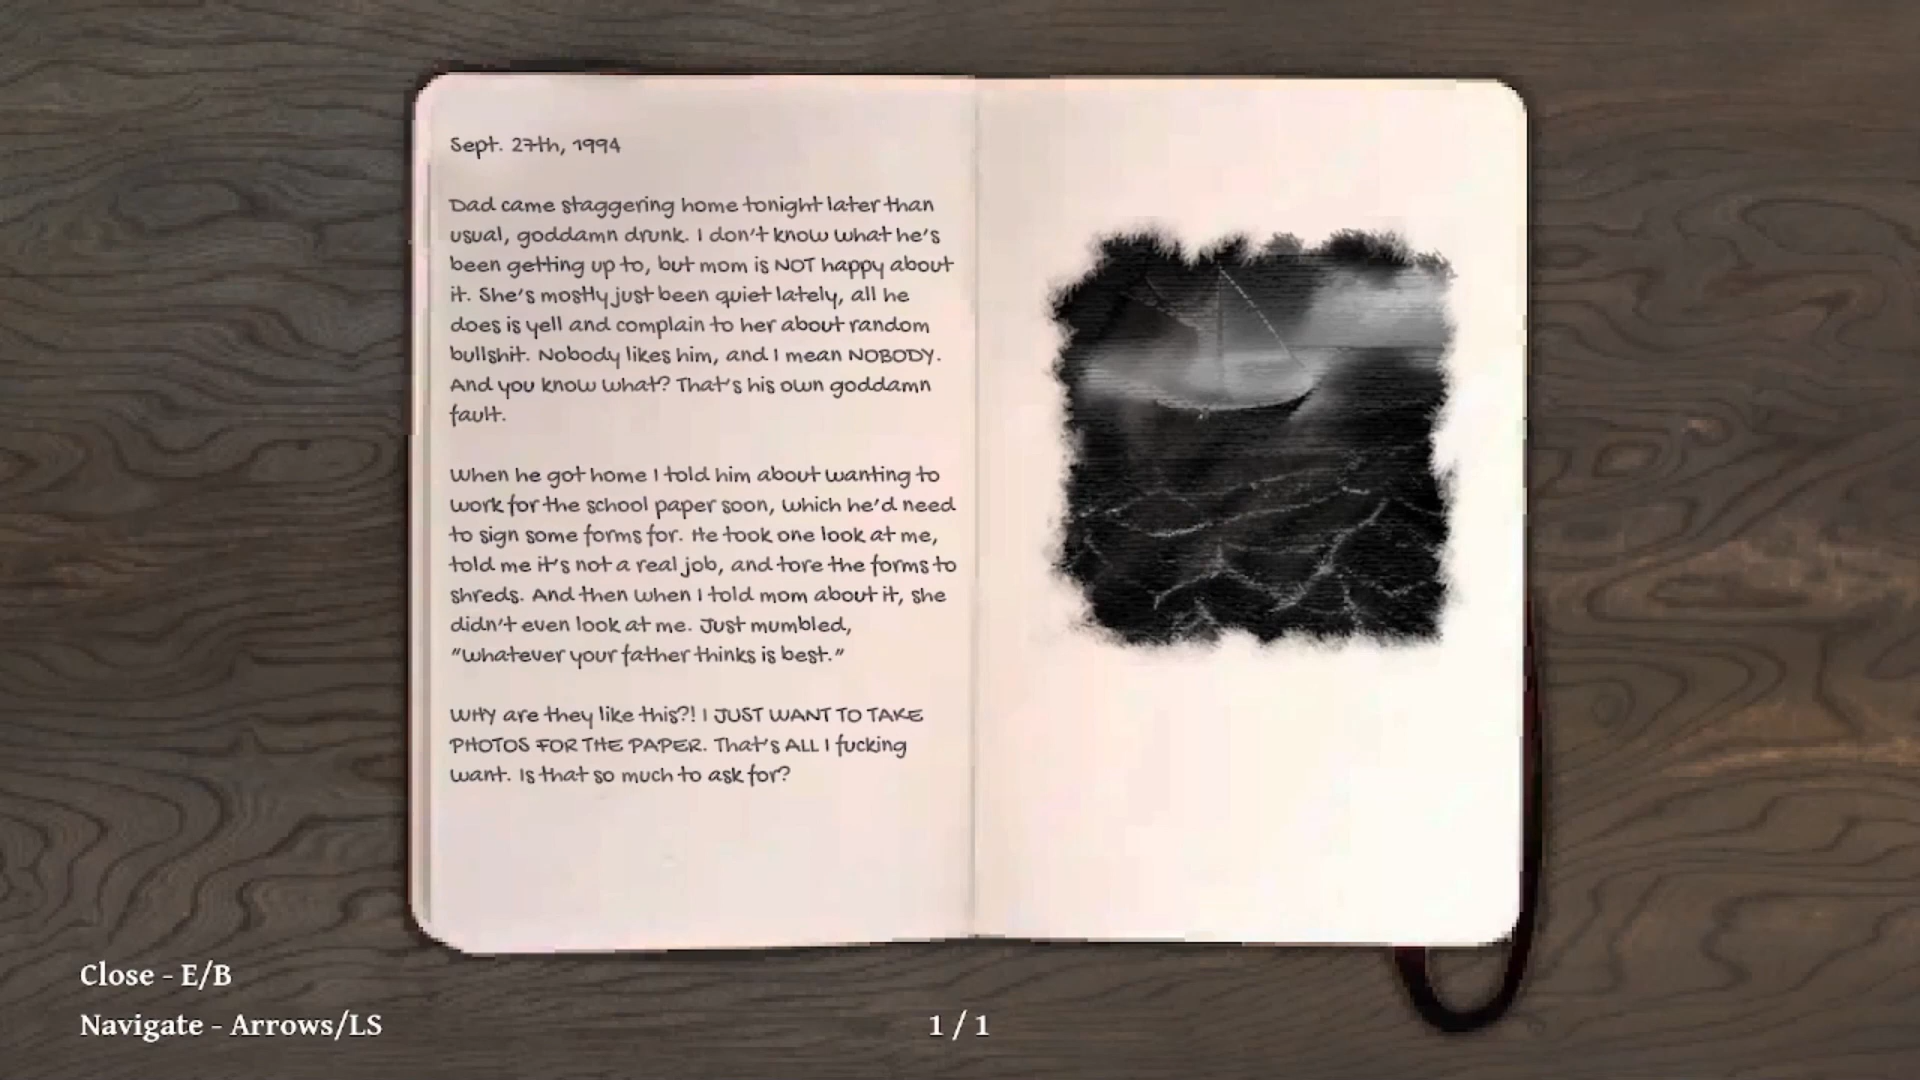 Sept. 27th, 1994
Dad came staggering home tonight later than
usual, goddamn drunk. I don't know what he's
been getting up to, but mom is NOT happy about
it. She's mostly just been quiet lately, all he
does is yell and complain to her about random
bullshit. Nobody likes him, and I mean NOBODY.
And you know what? That's his own goddamn
fault.
When he got home I told him about wanting to
work for the school paper soon, which he'd need
to sign some forms for. He took one look at me,
told me it's not a real job, and tore the forms to
shreds. And then when I told mom about it, she
didn't even look at me. Just mumbled,
"Whatever your father thinks is best."
WHY are they like this?! I JUST WANT TO TAKE
PHOTOS FOR THE PAPER. That's ALL I fucking
want. Is that so much to ask for?
Close - E/B
Navigate - Arrows/LS
1 / 1